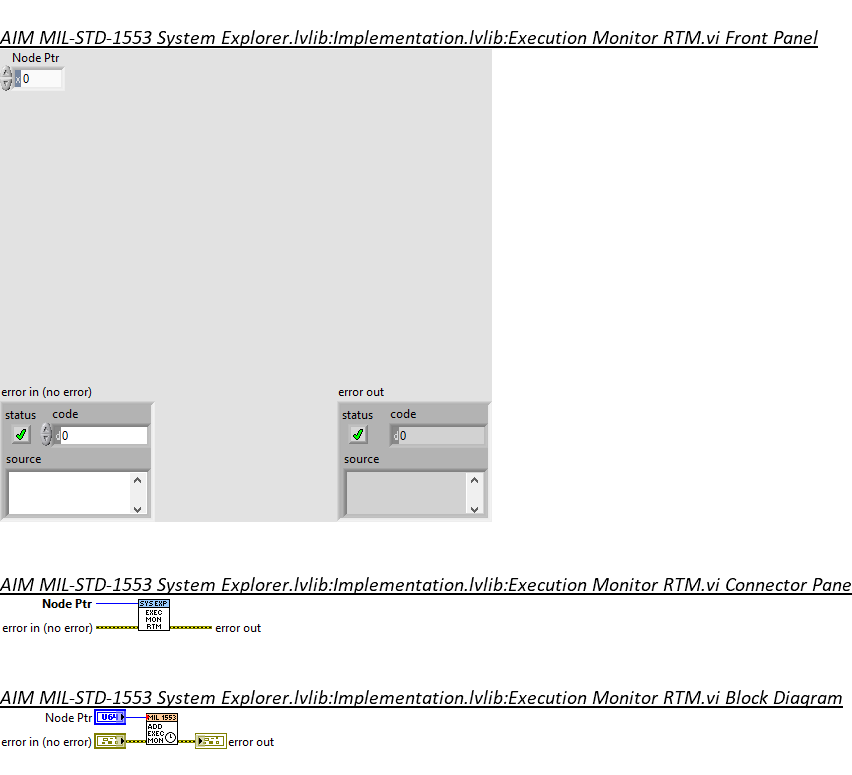 AIM MIL-STD-1553 System Explorer.lvlib:Implementation.lvlib:Execution Monitor RTM.vi Front Panel
Node Ptr
x 0
error in (no error)
error out
status code
status code
d 0
d 0
source
source
AIM MIL-STD-1553 System Explorer.lvlib:Implementation.lvlib:Execution Monitor RTM.vi Connector Pane
Node Ptr
SYS EXP
EXEC
MON
RTM
error in (no error)
error out
AIM MIL-STD-1553 System Explorer.lvlib:Implementation.lvlib:Execution Monitor RTM.vi Block Diagram
Node Ptr U64
MIL 1553
ADD
EXEC
MON
error in (no error)
error out